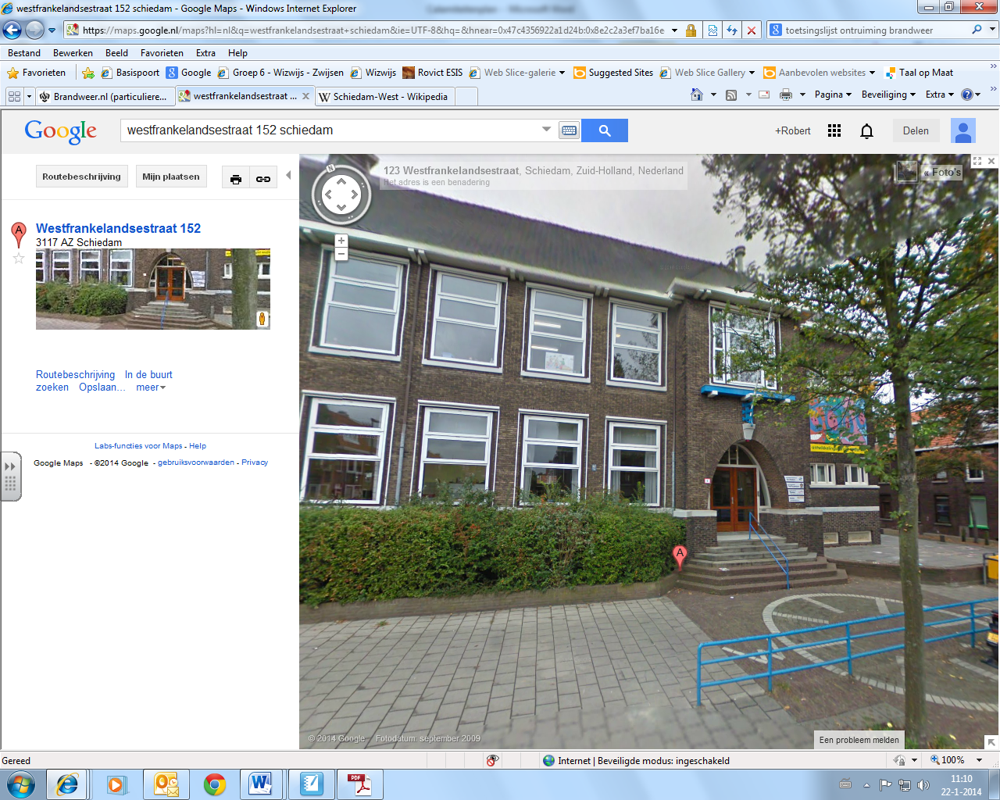 westfrankelandsestraat 152 schiedam - Google Maps - Windows Internet Explorer
https://maps.google.nl/maps?hl=nl&q=westfrankelandsestraat+schiedam&ie=UTF-8&hq=&hnear=0x47c4356922a1d24b:0x8e2c2a3ef7ba16e
toetsingslijst ontruiming brandweer
Bestand Bewerken Beeld Favorieten Extra Help
Favorieten Basispoort Google Groep 6 - Wizwijs - Zwijsen Wizwijs Rovict ESIS Web Slice-galerie Suggested Sites Web Slice Gallery Aanbevolen websites Taal op Maat
Brandweer.nl (particuliere... westfrankelandsestraat ... Schiedam-West - Wikipedia Pagina Beveiliging Extra
Google westfrankelandsestraat 152 schiedam +Robert Delen
Routebeschrijving Mijn plaatsen
N
123 Westfrankelandsestraat, Schiedam, Zuid-Holland, Nederland
Het adres is een benadering
« Foto's
A
Westfrankelandsestraat 152
3117 AZ Schiedam
Routebeschrijving In de buurt
zoeken Opslaan... meer
Labs-functies voor Maps - Help
Google Maps - ©2014 Google - gebruiksvoorwaarden - Privacy
A
© 2014 Google Fotodatum: september 2009
Een probleem melden
Gereed Internet | Beveiligde modus: ingeschakeld 100%
PDF
11:10
22-1-2014